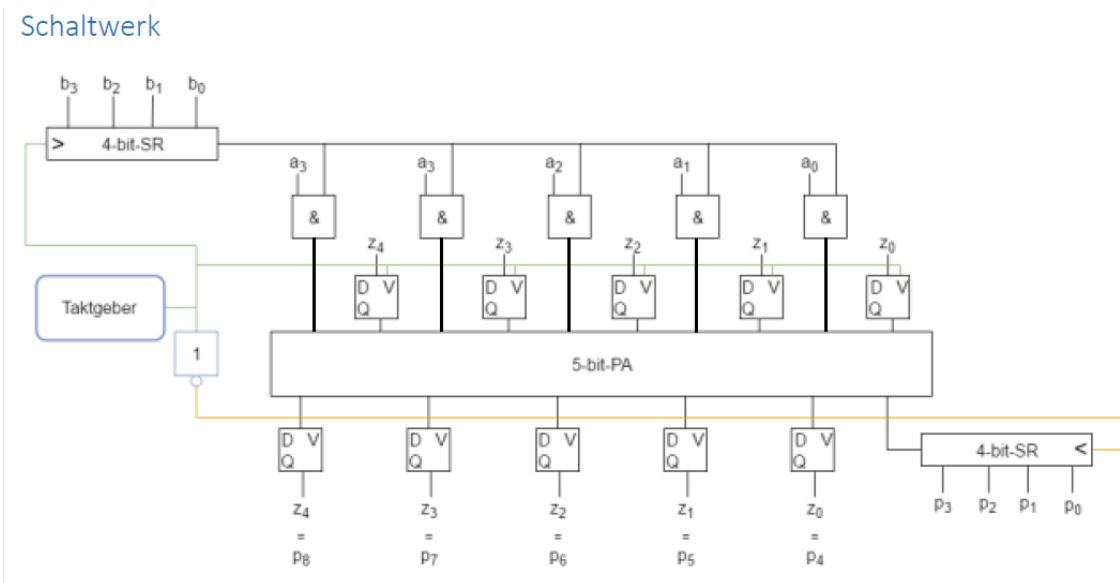 Schaltwerk
b₃ b₂ b₁ b₀
> 4-bit-SR
a₃ a₃ a₂ a₁ a₀
& & & & &
z₄ z₃ z₂ z₁ z₀
D V D V D V D V D V
Q Q Q Q Q
Taktgeber
1
5-bit-PA
D V D V D V D V D V
Q Q Q Q Q
4-bit-SR <
p₃ p₂ p₁ p₀
z₄ z₃ z₂ z₁ z₀
= = = = =
p₈ p₇ p₆ p₅ p₄